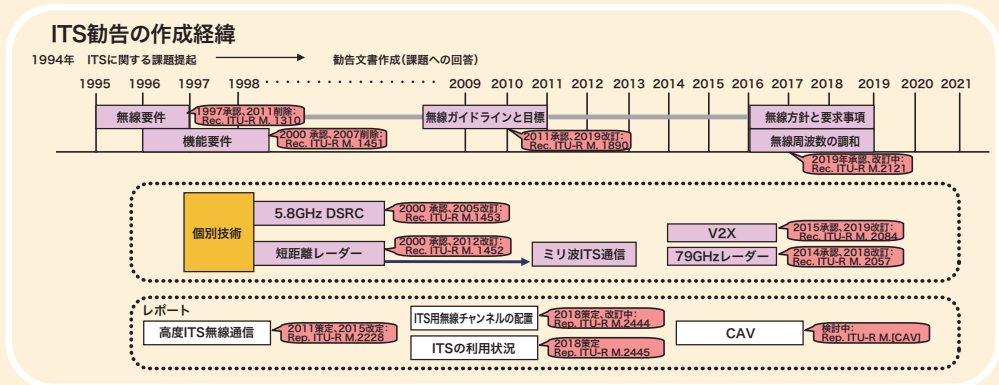 ITS勧告の作成経緯
1994年 ITSに関する課題提起
勧告文書作成(課題への回答)
1995 1996 1997 1998 ・・・・・・・・・・・・・・・ 2009 2010 2011 2012 2013 2014 2015 2016 2017 2018 2019 2020 2021
無線要件
1997承認、2011削除:
Rec. ITU-R M. 1310
機能要件
2000 承認、2007削除:
Rec. ITU-R M. 1451
無線ガイドラインと目標
2011承認、2019改訂:
Rec. ITU-R M. 1890
無線方針と要求事項
無線周波数の調和
2019年承認、改訂中:
Rec. ITU-R M.2121
個別技術
5.8GHz DSRC
2000 承認、2005改訂:
Rec. ITU-R M.1453
短距離レーダー
2000 承認、2012改訂:
Rec. ITU-R M. 1452
ミリ波ITS通信
V2X
2015承認、2019改訂:
Rec. ITU-R M. 2084
79GHzレーダー
2014承認、2018改訂:
Rec. ITU-R M. 2057
レポート
高度ITS無線通信
2011策定、2015改定:
Rep. ITU-R M.2228
ITS用無線チャンネルの配置
2018策定、改訂中:
Rep. ITU-R M.2444
ITSの利用状況
2018策定
Rep. ITU-R M.2445
CAV
検討中:
Rep. ITU-R M.[CAV]